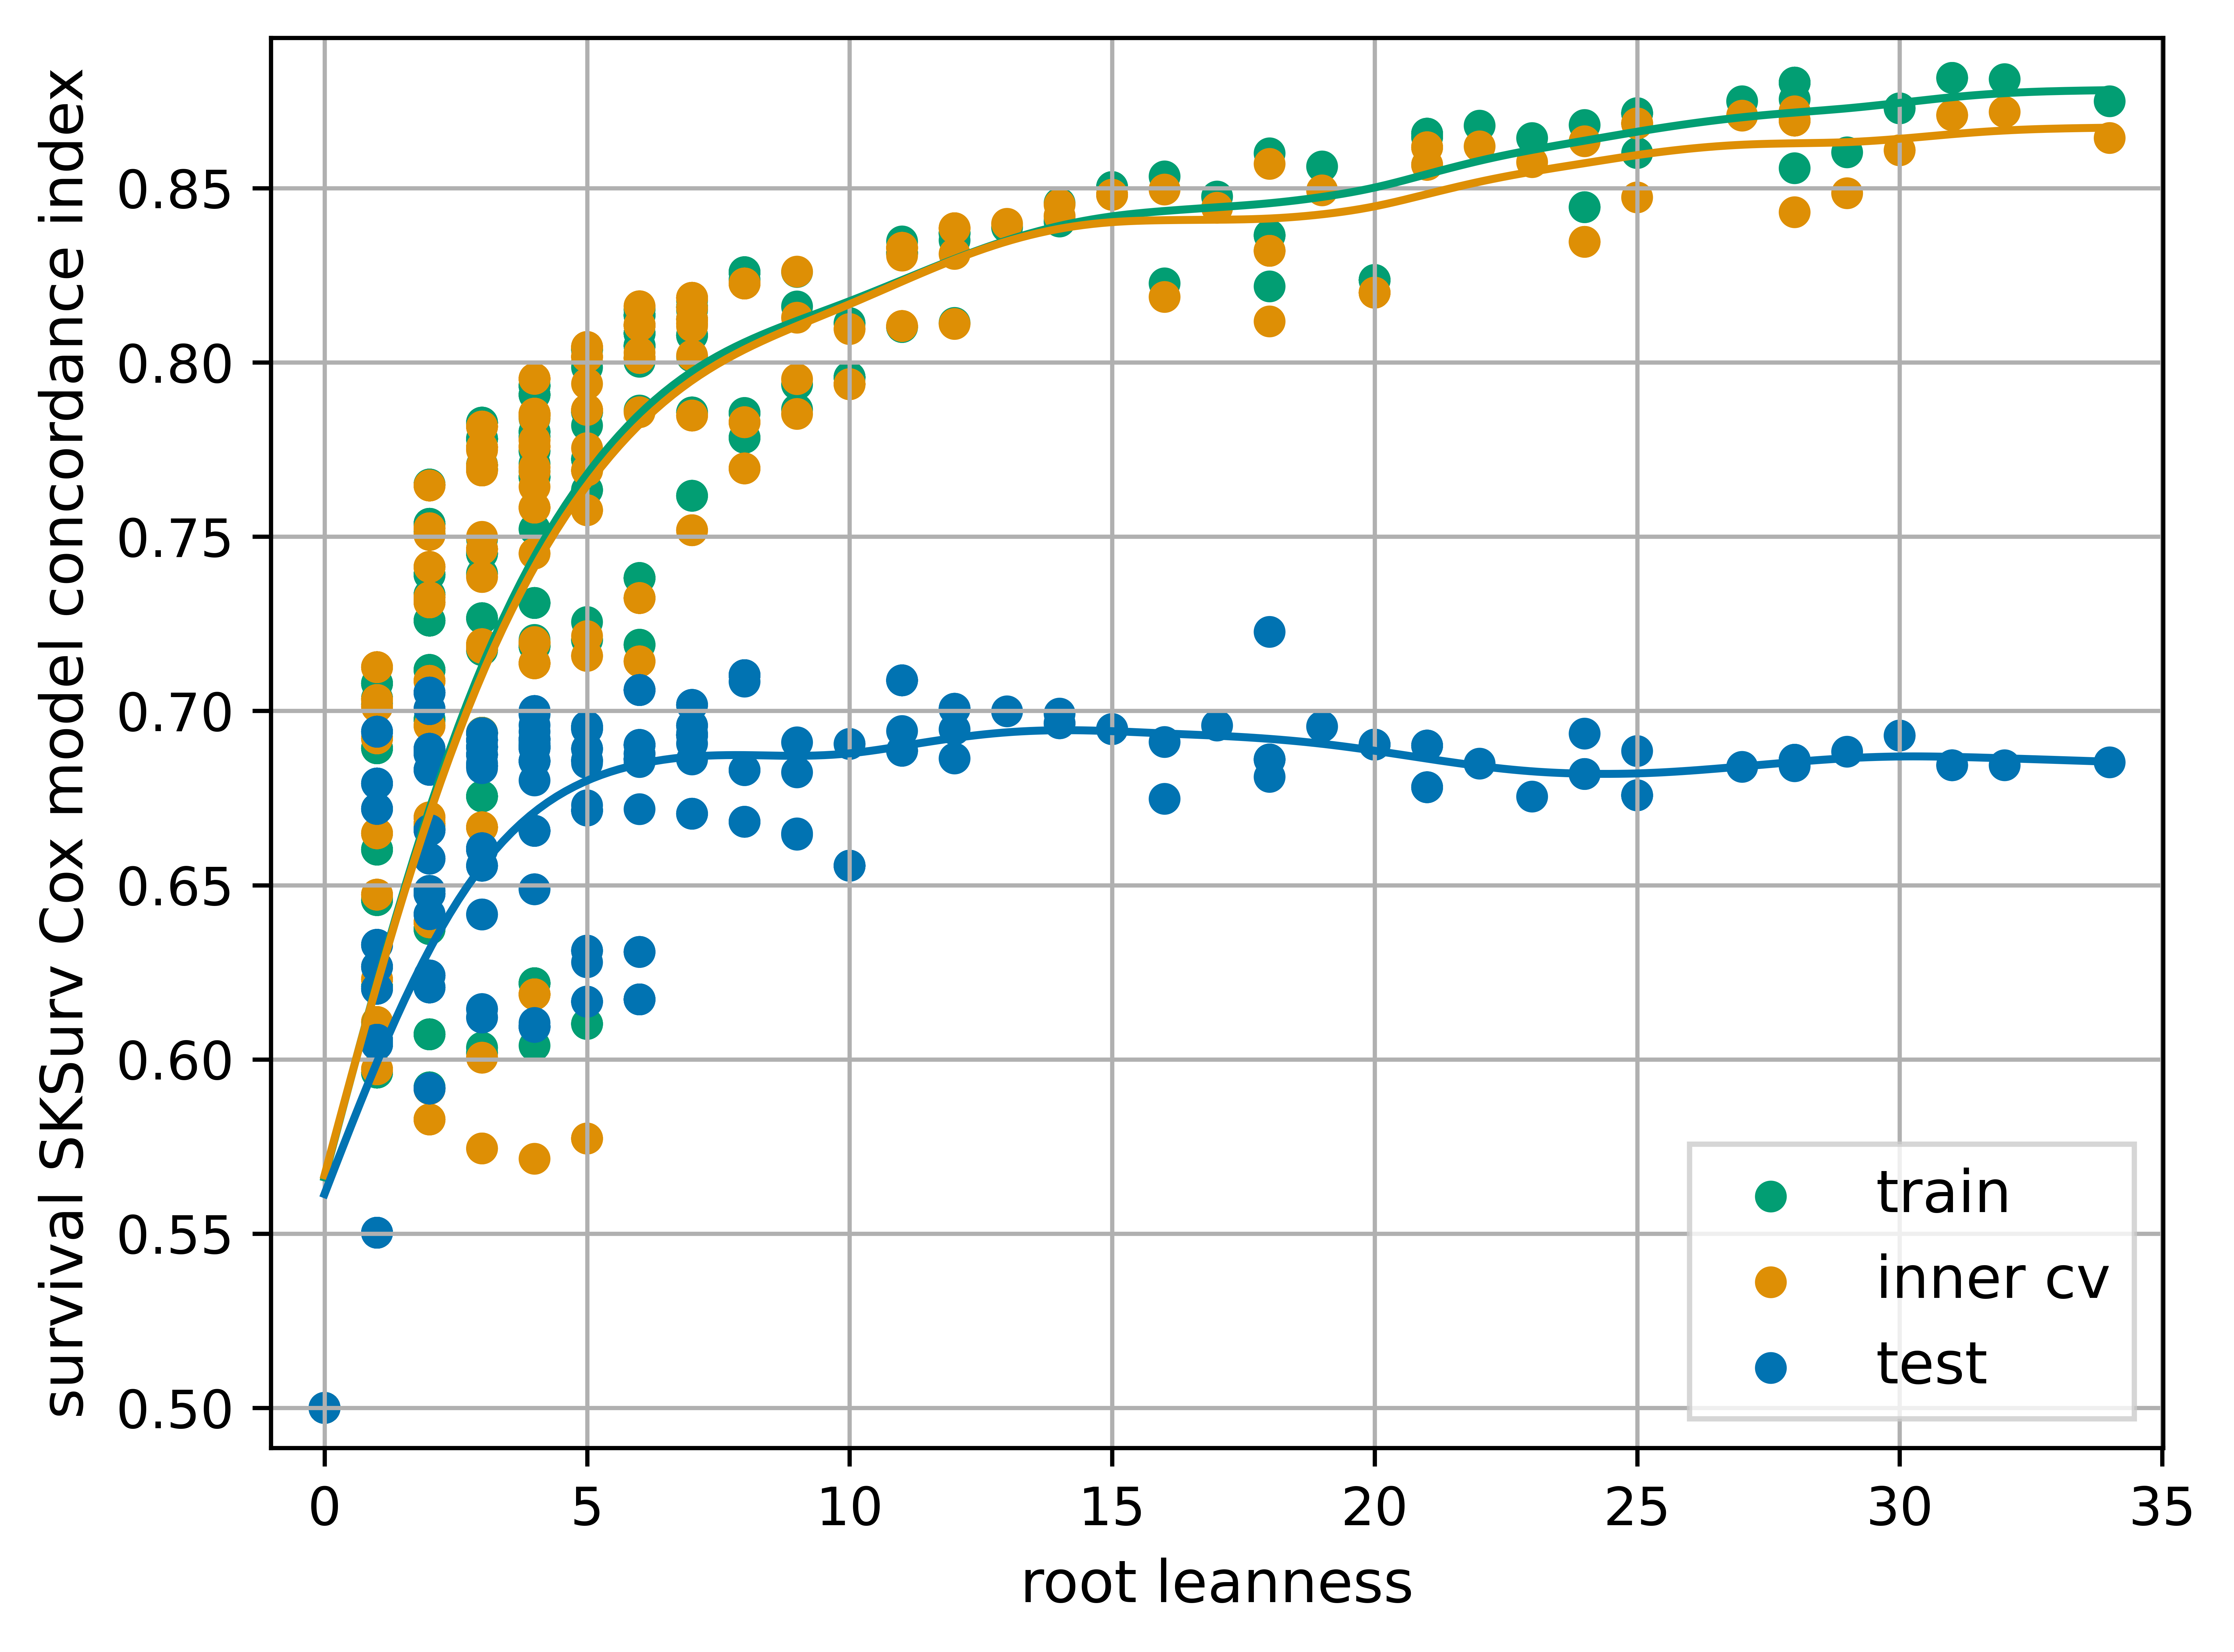 survival SKSurv Cox model concordance index
0.85
0.80
0.75
0.70
0.65
0.60
0.55
0.50
train
inner cv
test
0 5 10 15 20 25 30 35
root leanness